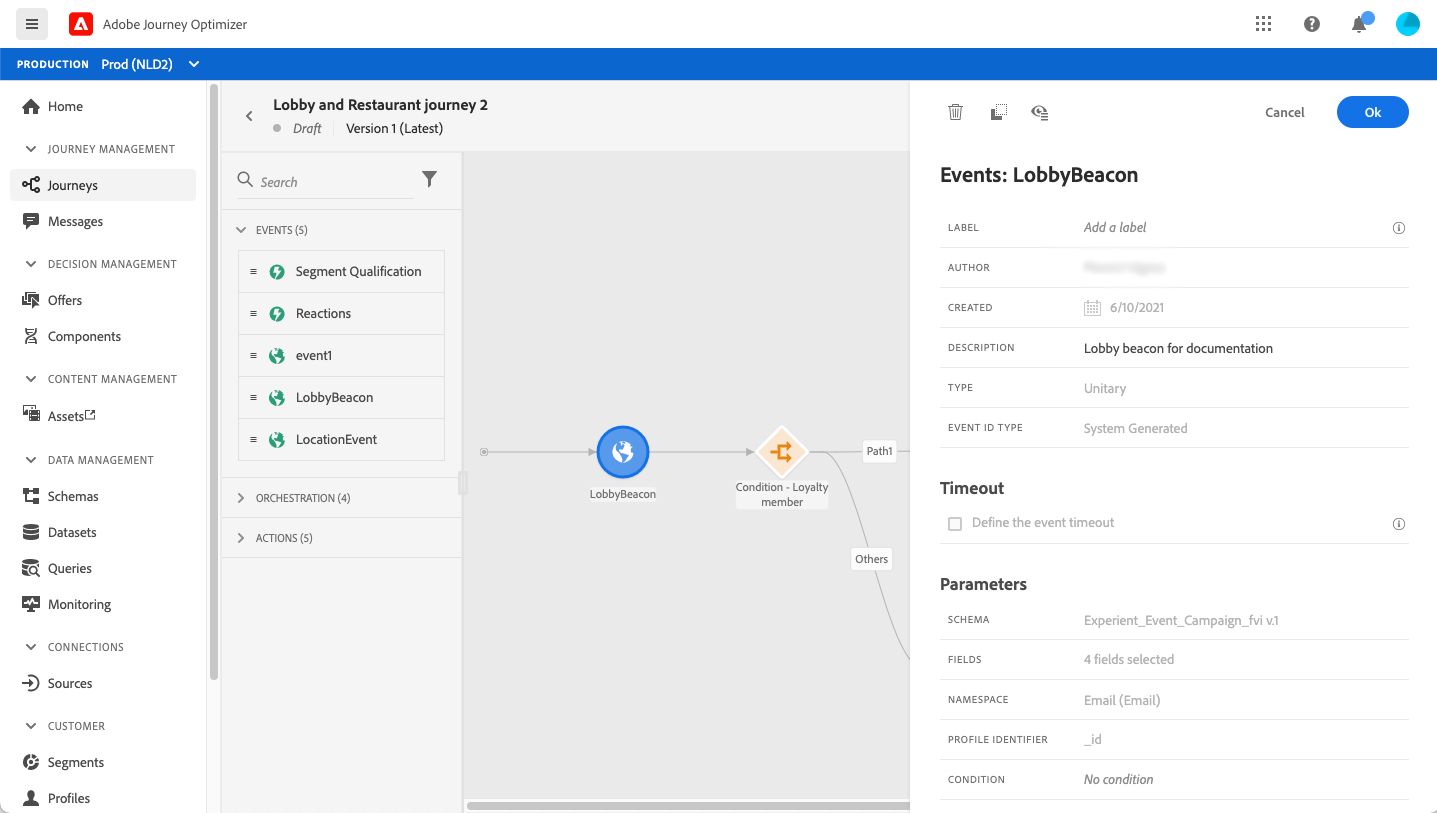 Adobe Journey Optimizer
PRODUCTION Prod (NLD2)
Home
JOURNEY MANAGEMENT
Journeys
Messages
DECISION MANAGEMENT
Offers
Components
CONTENT MANAGEMENT
Assets
DATA MANAGEMENT
Schemas
Datasets
Queries
Monitoring
CONNECTIONS
Sources
CUSTOMER
Segments
Profiles
Lobby and Restaurant journey 2
Draft Version 1 (Latest)
Search
EVENTS (5)
Segment Qualification
Reactions
event1
LobbyBeacon
LocationEvent
ORCHESTRATION (4)
ACTIONS (5)
LobbyBeacon
Condition - Loyalty
member
Path1
Others
Cancel Ok
Events: LobbyBeacon
LABEL Add a label
AUTHOR
CREATED 6/10/2021
DESCRIPTION Lobby beacon for documentation
TYPE Unitary
EVENT ID TYPE System Generated
Timeout
Define the event timeout
Parameters
SCHEMA Experient_Event_Campaign_fvi v.1
FIELDS 4 fields selected
NAMESPACE Email (Email)
PROFILE IDENTIFIER _id
CONDITION No condition